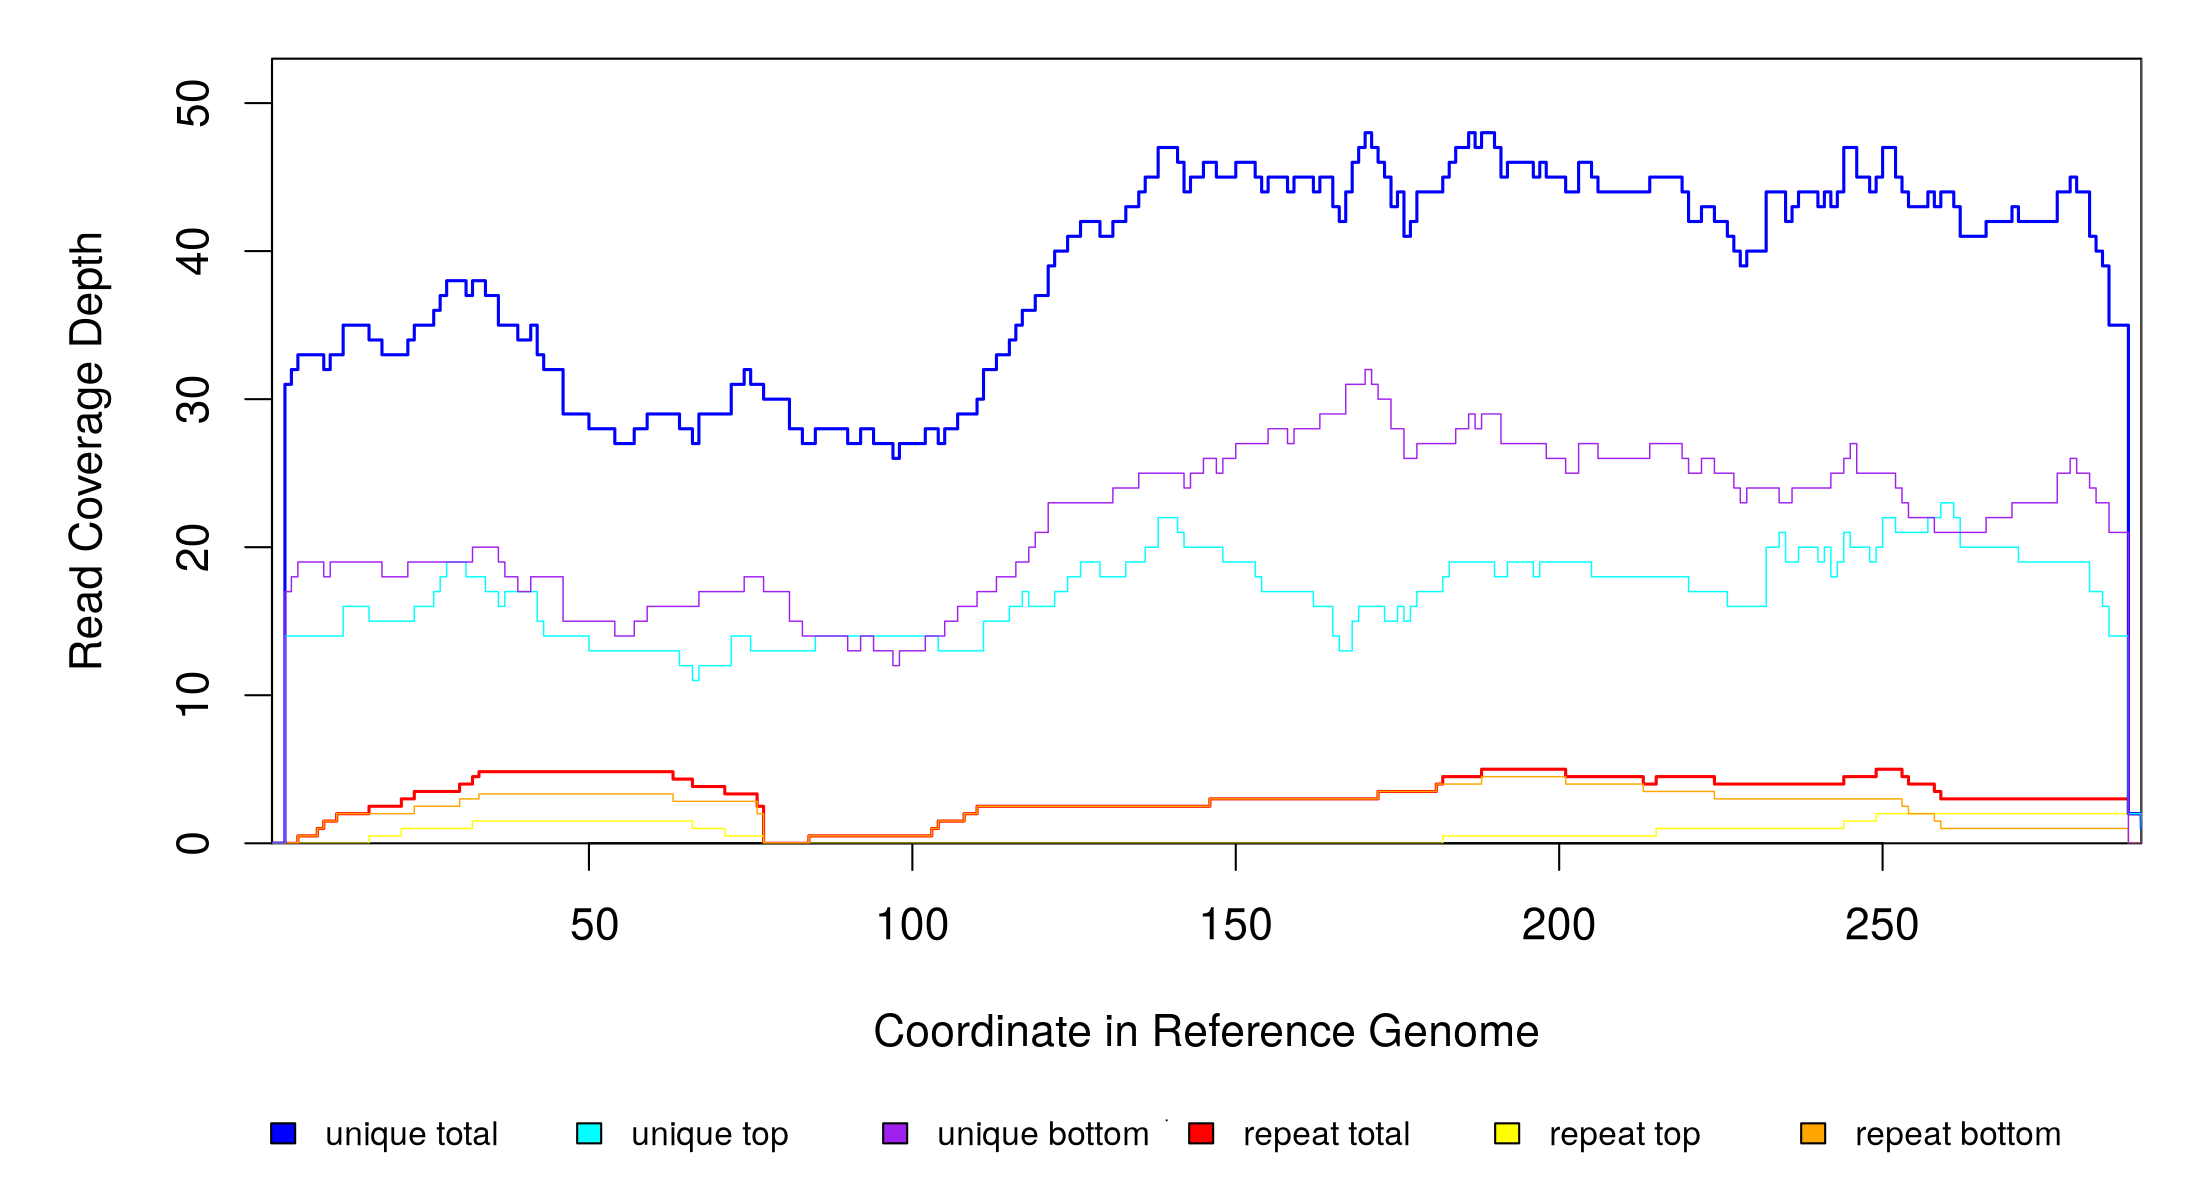 Read Coverage Depth
50
40
30
20
10
0
50 100 150 200 250
Coordinate in Reference Genome
unique total unique top unique bottom repeat total repeat top repeat bottom